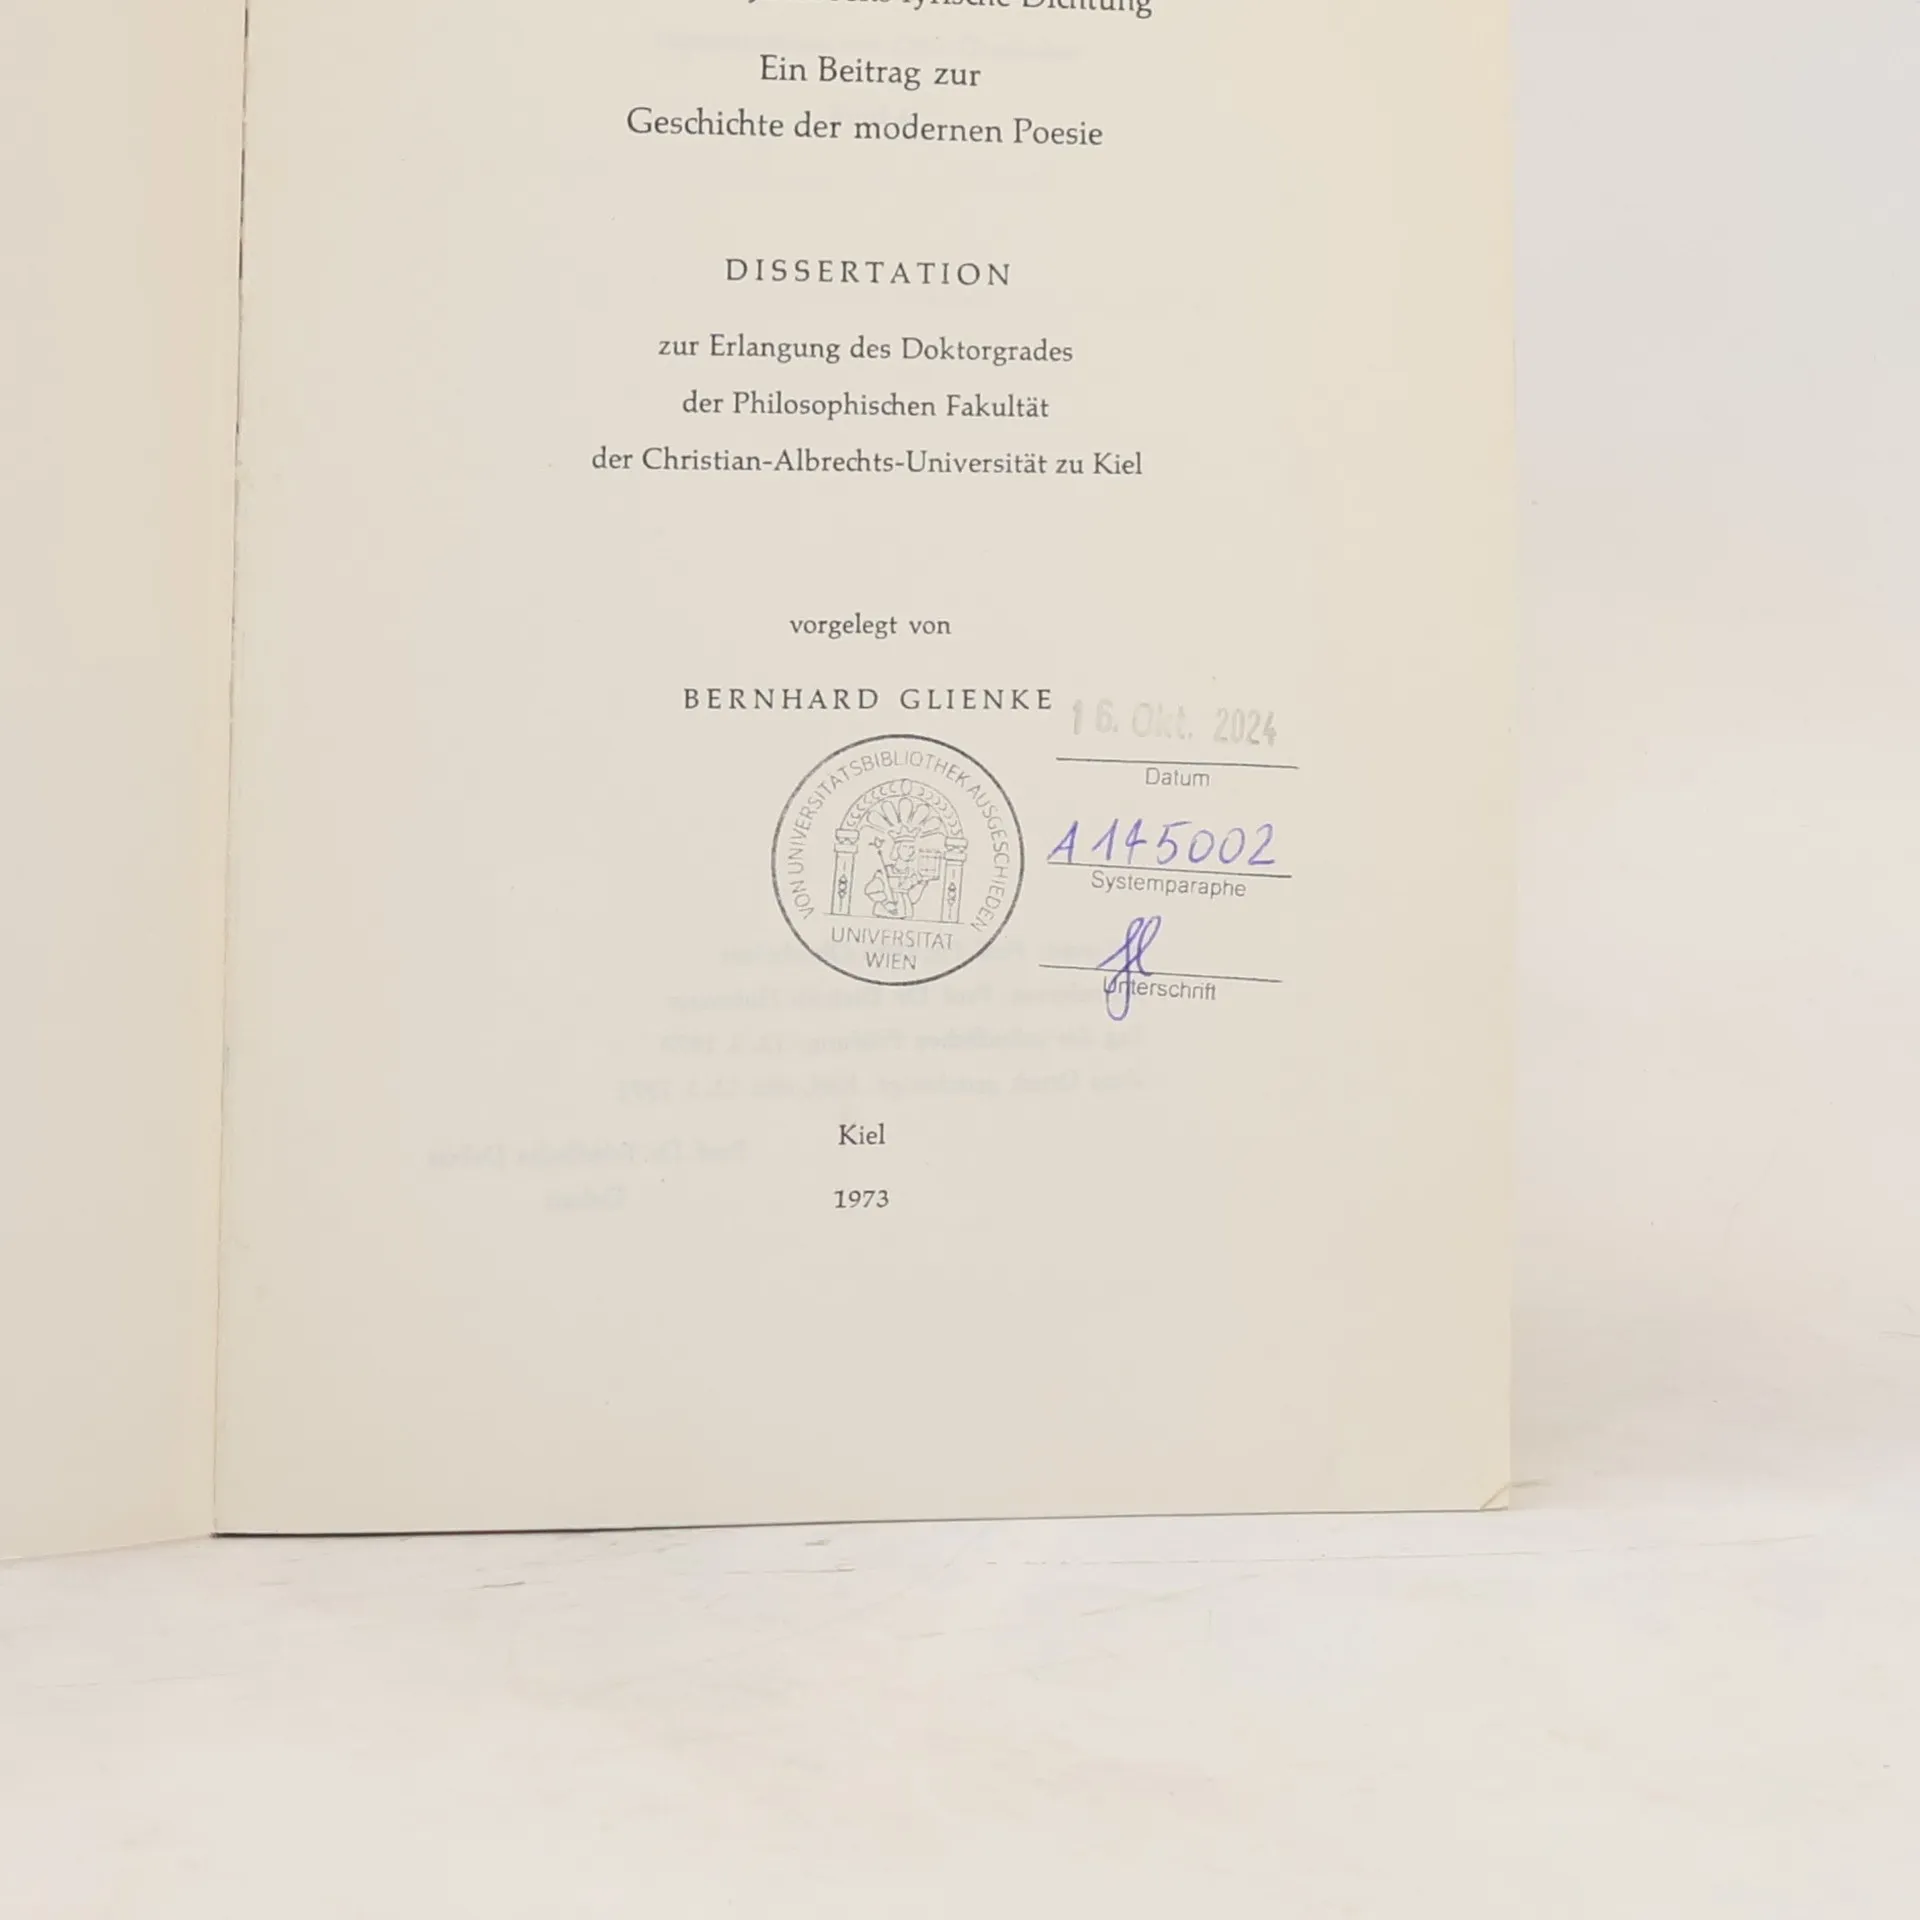 lyrische Dichtung
Ein Beitrag zur
Geschichte der modernen Poesie
DISSERTATION
zur Erlangung des Doktorgrades
der Philosophischen Fakultät
der Christian-Albrechts-Universität zu Kiel
vorgelegt von
BERNHARD GLIENKE
16. Okt. 2024
Datum
VON UNIVERSITÄTSBIBLIOTHEK AUSGESCHIEDEN
UNIVERSITÄT
WIEN
A145002
Systemparaphe
Unterschrift
Kiel
1973